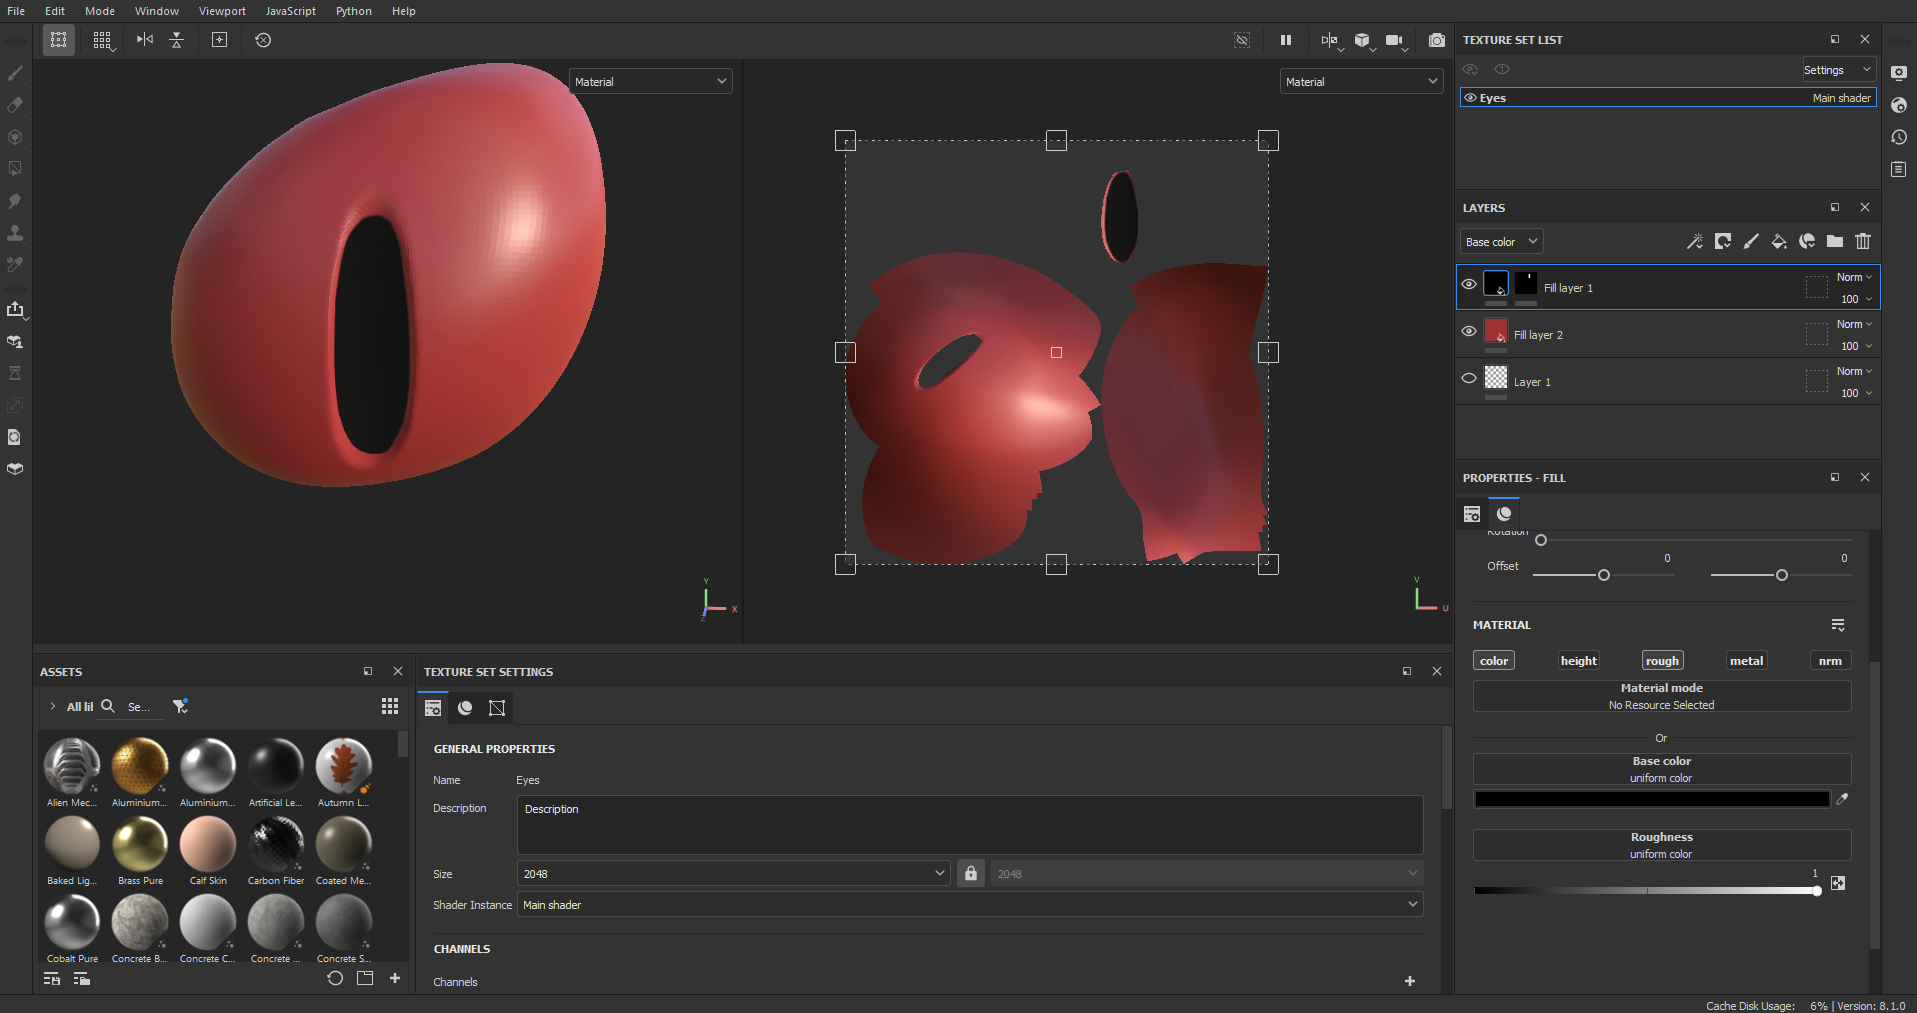 File Edit Mode Window Viewport JavaScript Python Help
Material
Material
Y
X
Z
V
U
TEXTURE SET LIST
Settings
Eyes Main shader
LAYERS
Base color
Fill layer 1 Norm
100
Fill layer 2 Norm
100
Layer 1 Norm
100
PROPERTIES - FILL
Rotation
Offset 0 0
MATERIAL
color height rough metal nrm
Material mode
No Resource Selected
Or
Base color
uniform color
Roughness
uniform color
1
ASSETS
All lil Se...
Alien Mec... Aluminium... Aluminium... Artificial Le... Autumn L...
Baked Lig... Brass Pure Calf Skin Carbon Fiber Coated Me...
Cobalt Pure Concrete B... Concrete C... Concrete ... Concrete S...
TEXTURE SET SETTINGS
GENERAL PROPERTIES
Name Eyes
Description Description
Size 2048 2048
Shader Instance Main shader
CHANNELS
Channels
Cache Disk Usage: 6% | Version: 8.1.0